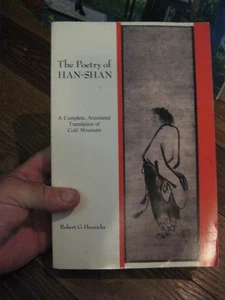 The Poetry of
HAN-SHAN
A Complete, Annotated
Translation of
Cold Mountain
Robert G. Henricks